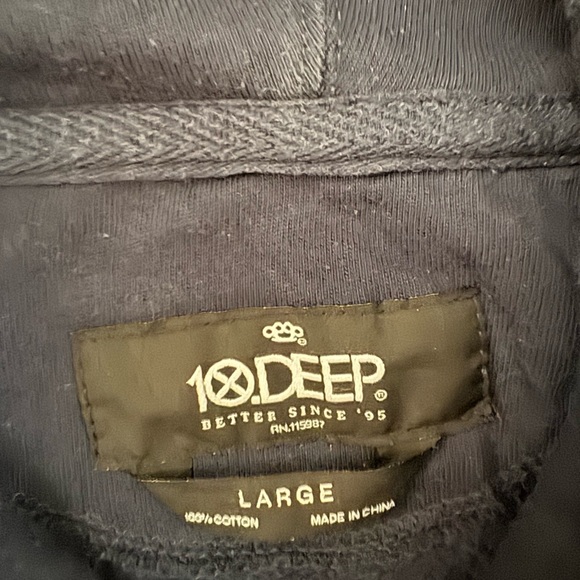 10.DEEP®
BETTER SINCE '95
RN.115987
LARGE
100% COTTON MADE IN CHINA